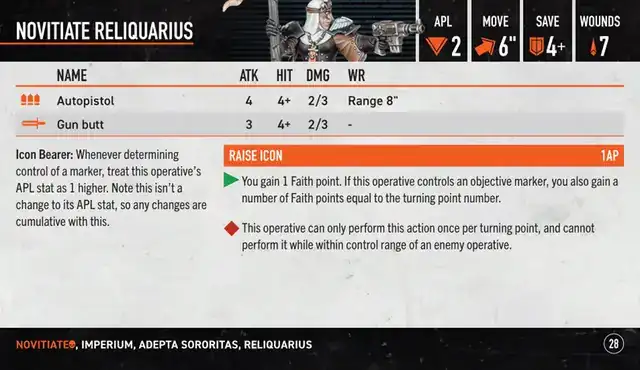 NOVITIATE RELIQUARIUS
APL
2
MOVE
6"
SAVE
4+
WOUNDS
7
NAME ATK HIT DMG WR
Autopistol 4 4+ 2/3 Range 8"
Gun butt 3 4+ 2/3 -
Icon Bearer: Whenever determining
control of a marker, treat this operative's
APL stat as 1 higher. Note this isn't a
change to its APL stat, so any changes are
cumulative with this.
RAISE ICON 1AP
You gain 1 Faith point. If this operative controls an objective marker, you also gain a
number of Faith points equal to the turning point number.
This operative can only perform this action once per turning point, and cannot
perform it while within control range of an enemy operative.
NOVITIATE, IMPERIUM, ADEPTA SORORITAS, RELIQUARIUS
28